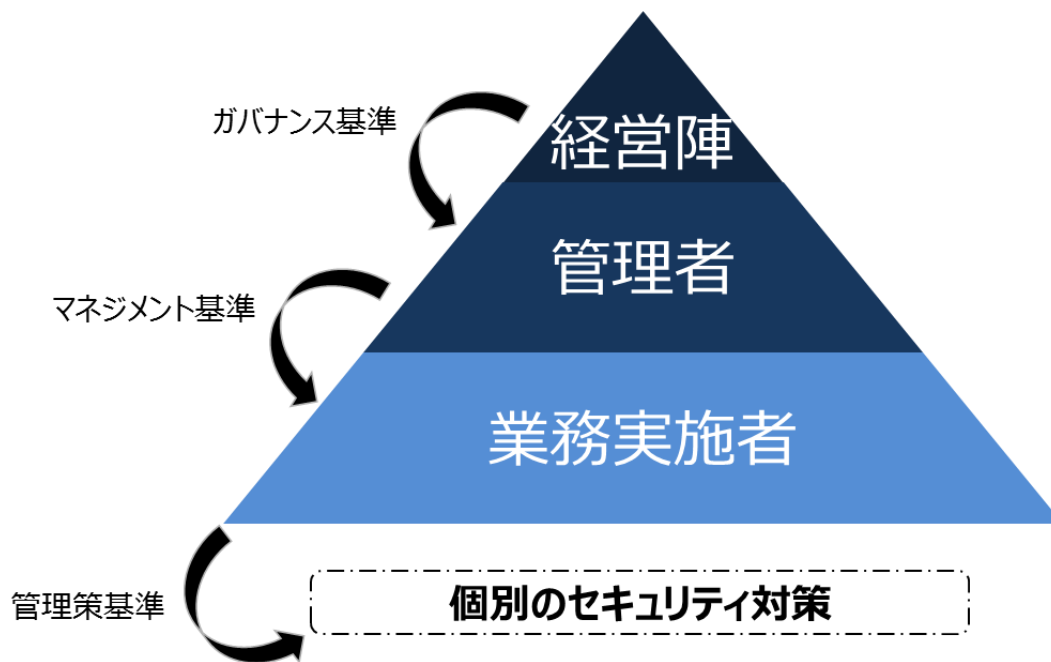 ガバナンス基準
経営陣
管理者
マネジメント基準
業務実施者
管理策基準
個別のセキュリティ対策